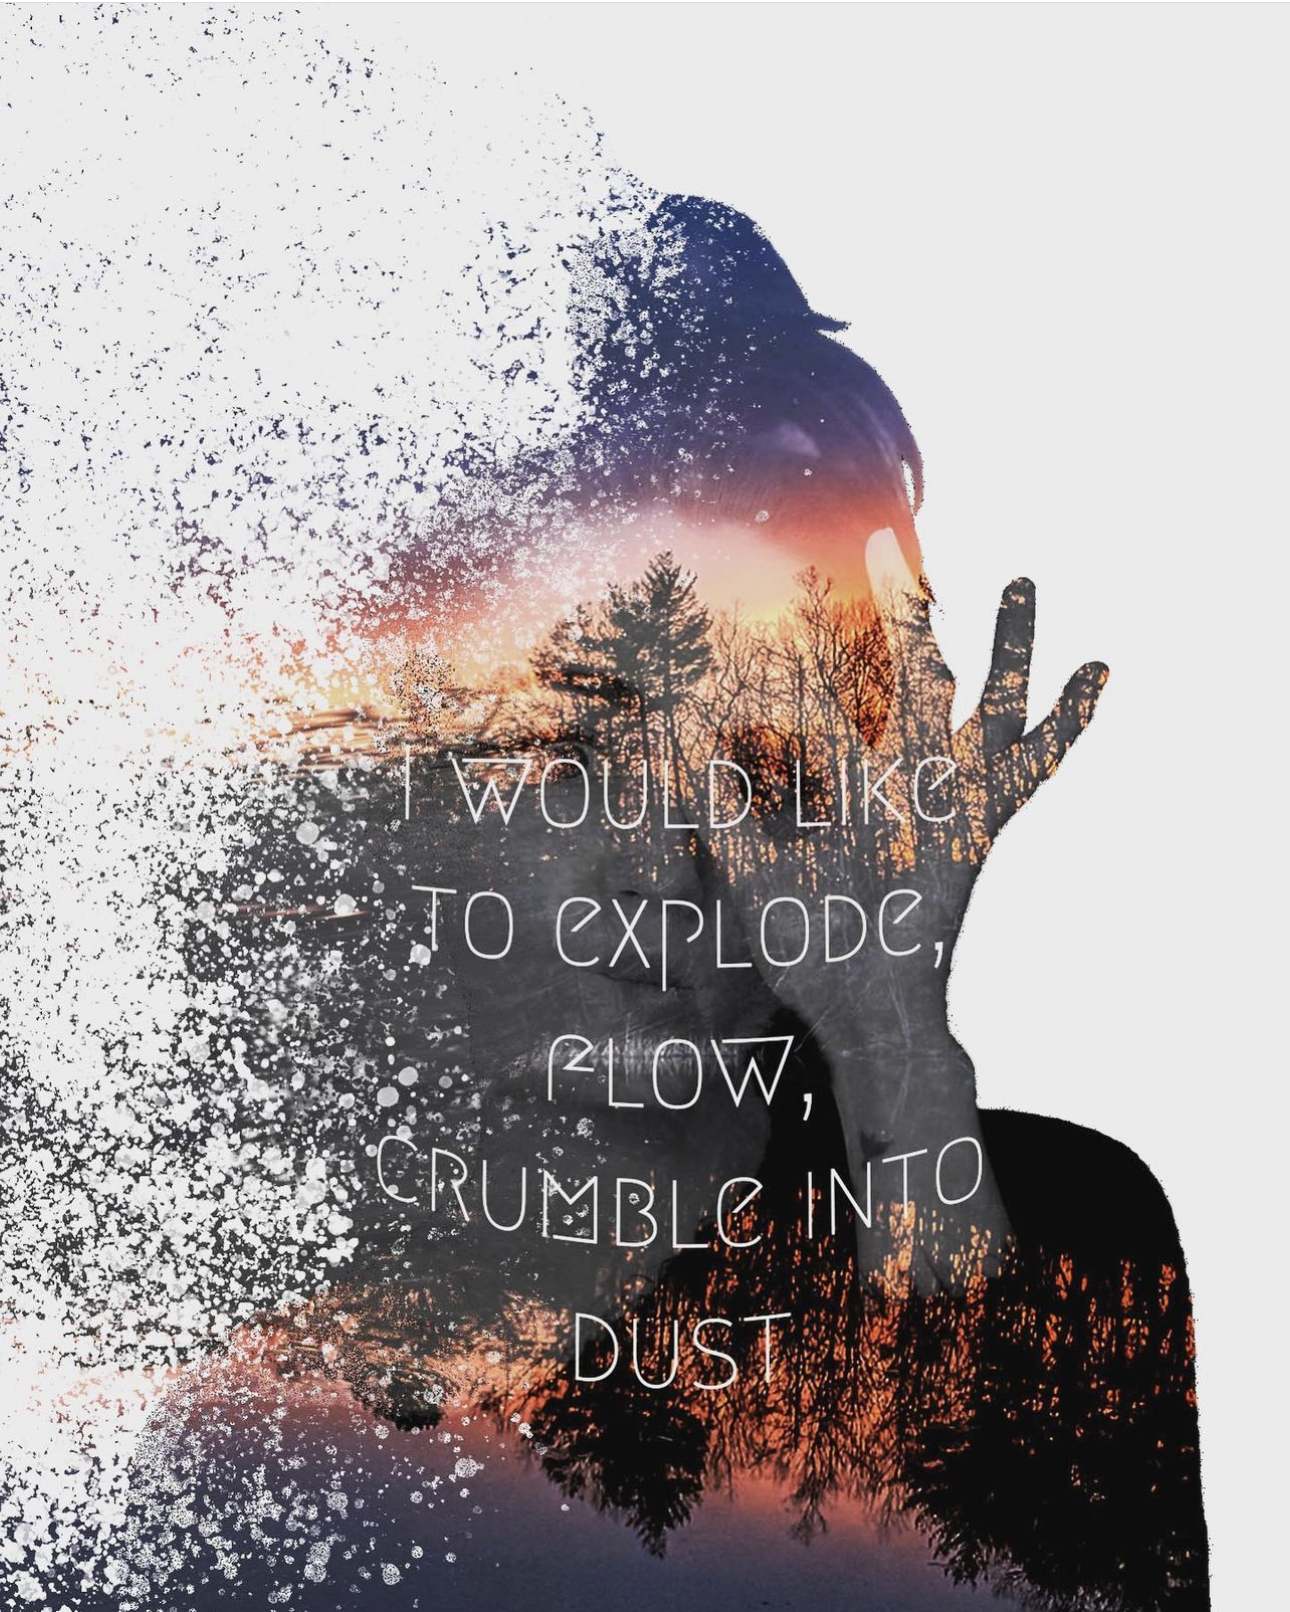 I WOULD LIKE
TO EXPLODE,
FLOW,
CRUMBLE INTO
DUST